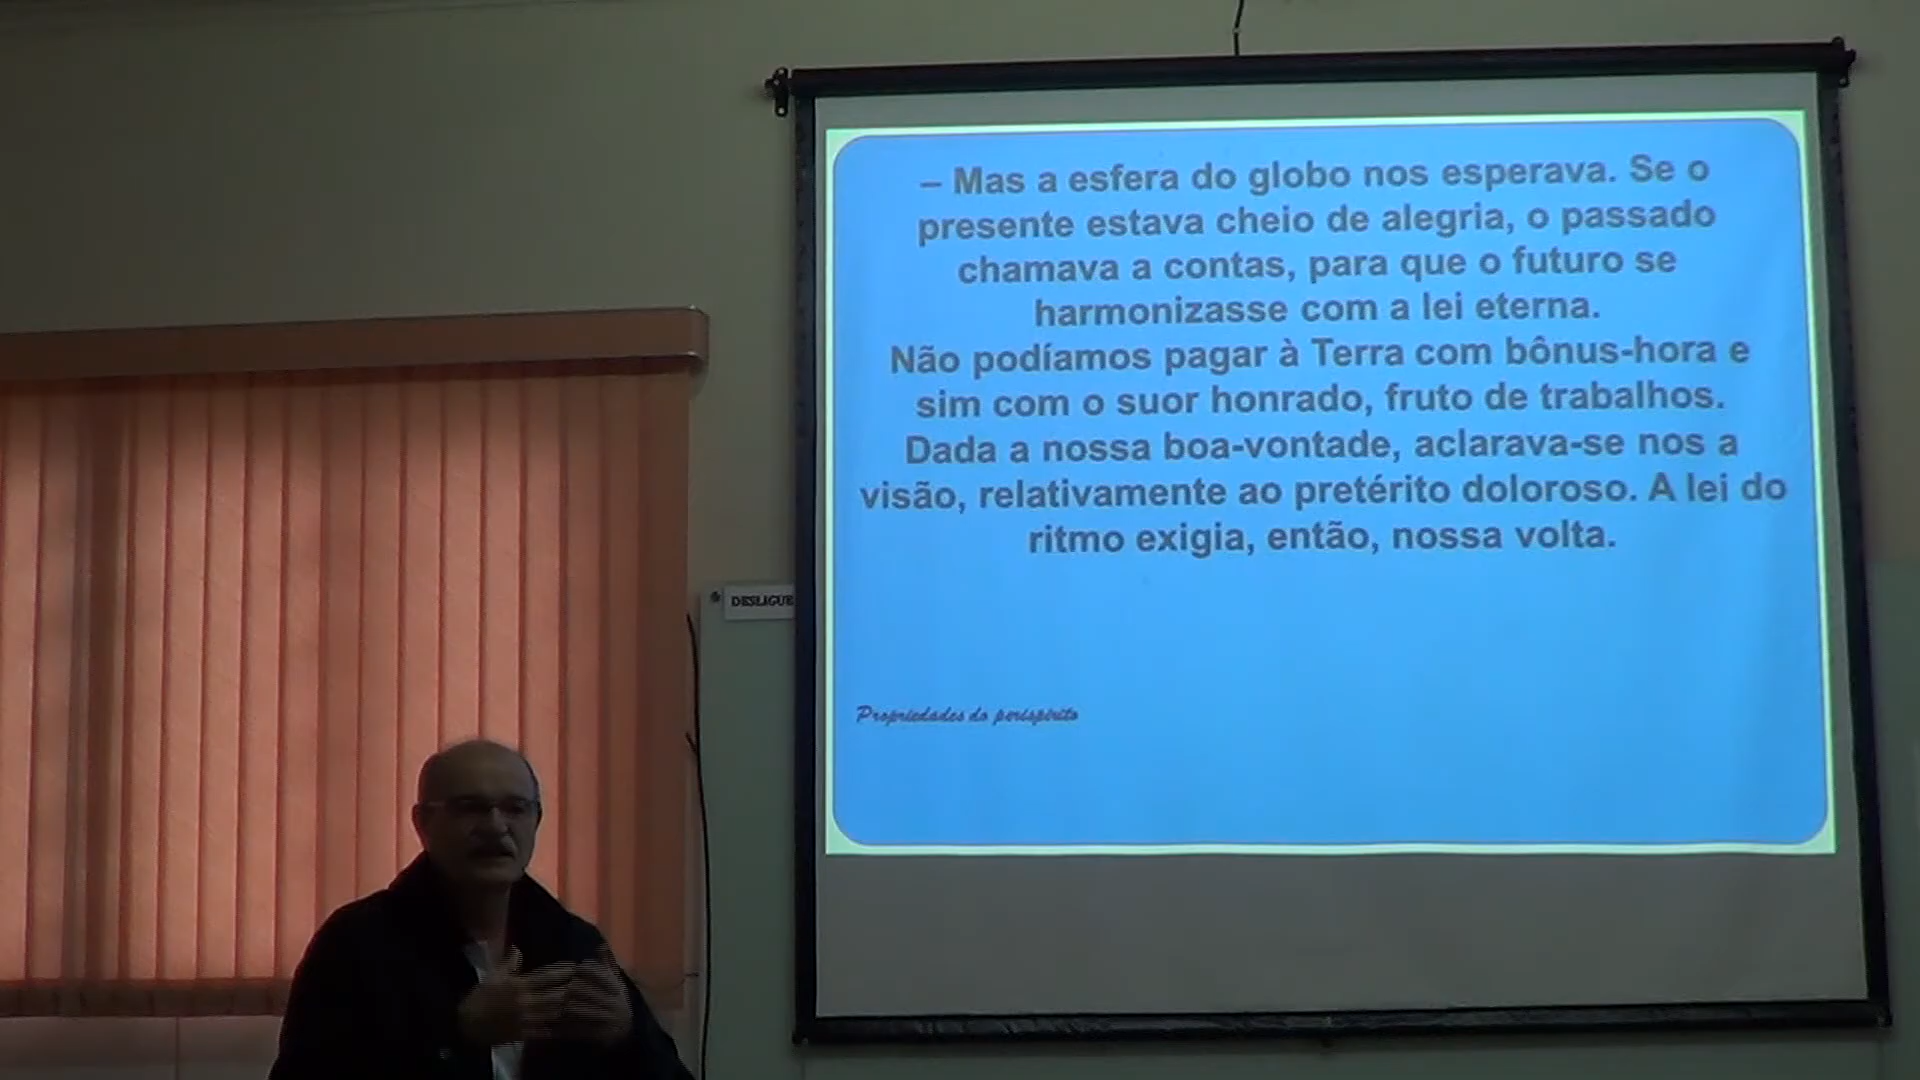 – Mas a esfera do globo nos esperava. Se o
presente estava cheio de alegria, o passado
chamava a contas, para que o futuro se
harmonizasse com a lei eterna.
Não podíamos pagar à Terra com bônus-hora e
sim com o suor honrado, fruto de trabalhos.
Dada a nossa boa-vontade, aclarava-se nos a
visão, relativamente ao pretérito doloroso. A lei do
ritmo exigia, então, nossa volta.
DESLIGUE
Propriedades do perispírito